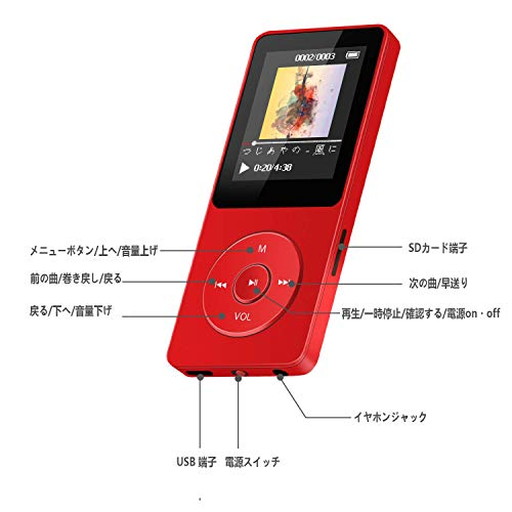 0002/0003
つじあやの-風に
0:20/4:38
メニューボタン/上へ/音量上げ
M
SDカード端子
前の曲/巻き戻し/戻る
次の曲/早送り
戻る/下へ/音量下げ
VOL
再生/一時停止/確認する/電源on・off
イヤホンジャック
USB 端子
電源スイッチ